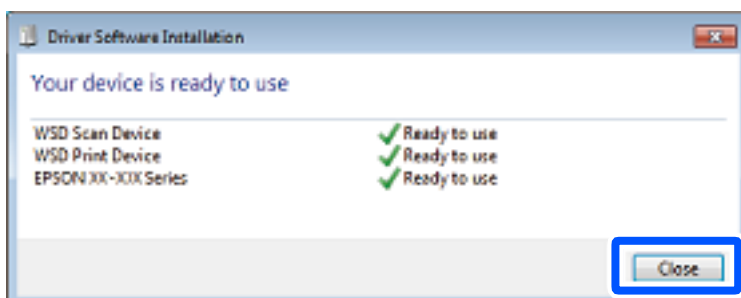 Driver Software Installation
Your device is ready to use
WSD Scan Device Ready to use
WSD Print Device Ready to use
EPSON XX-XXX Series Ready to use
Close